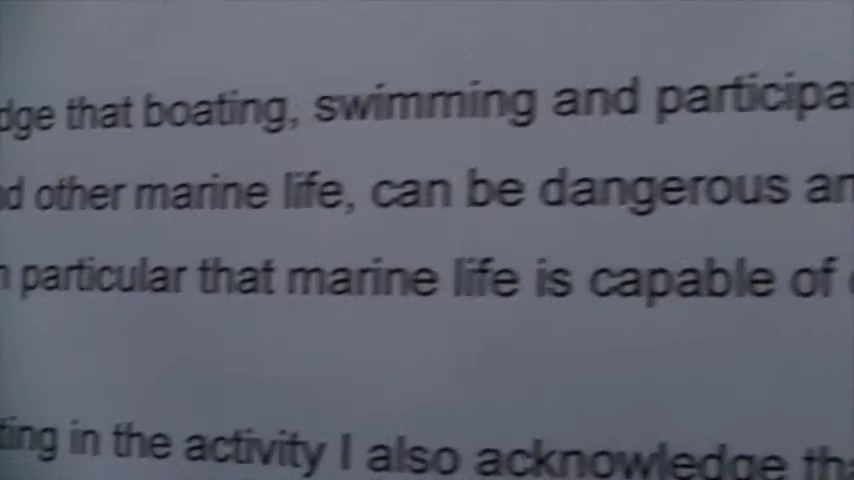 dge that boating, swimming and participa
d other marine life, can be dangerous an
particular that marine life is capable of
ting in the activity I also acknowledge tha